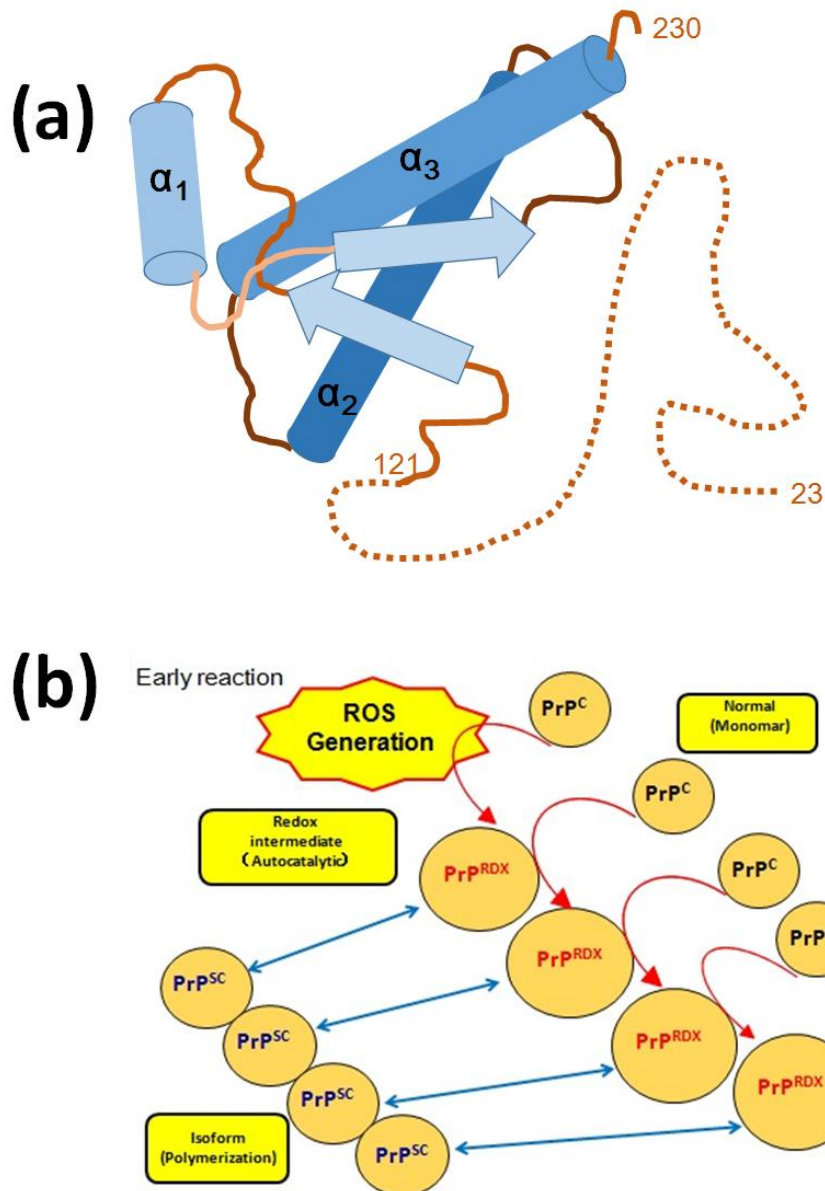 (a)
230
α3
α1
α2
121
23
(b)
Early reaction
ROS
Generation
PrPC
Normal
(Monomar)
PrPC
Redox
intermediate
(Autocatalytic)
PrPC
PrPRDX
PrP
PrPRDX
PrPSC
PrPRDX
PrPSC
PrPRDX
PrPSC
Isoform
(Polymerization)
PrPSC